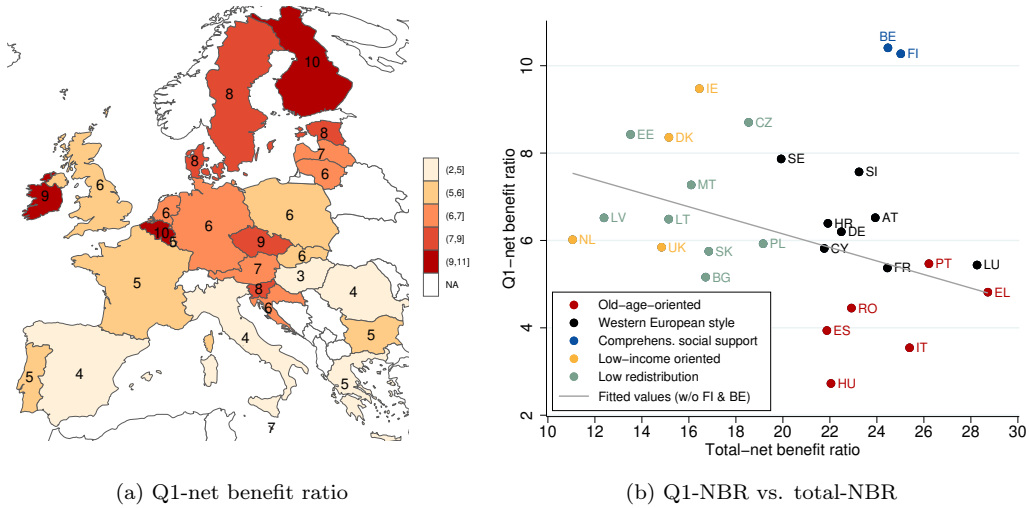 10
8
8
8
7
6
9
6
6
6
6
10
5
9
6
7
3
8
6
5
4
5
4
4
5
5
7
(2,5]
(5,6]
(6,7]
(7,9]
(9,11]
NA
(a) Q1-net benefit ratio
Q1−net benefit ratio
10
8
6
4
2
10
12
14
16
18
20
22
24
26
28
30
Total−net benefit ratio
BE
FI
IE
CZ
EE
DK
SE
SI
MT
LV
LT
HR
AT
DE
NL
UK
SK
PL
CY
BG
FR
PT
LU
EL
RO
ES
IT
HU
Old−age−oriented
Western European style
Comprehens. social support
Low−income oriented
Low redistribution
Fitted values (w/o FI & BE)
(b) Q1-NBR vs. total-NBR